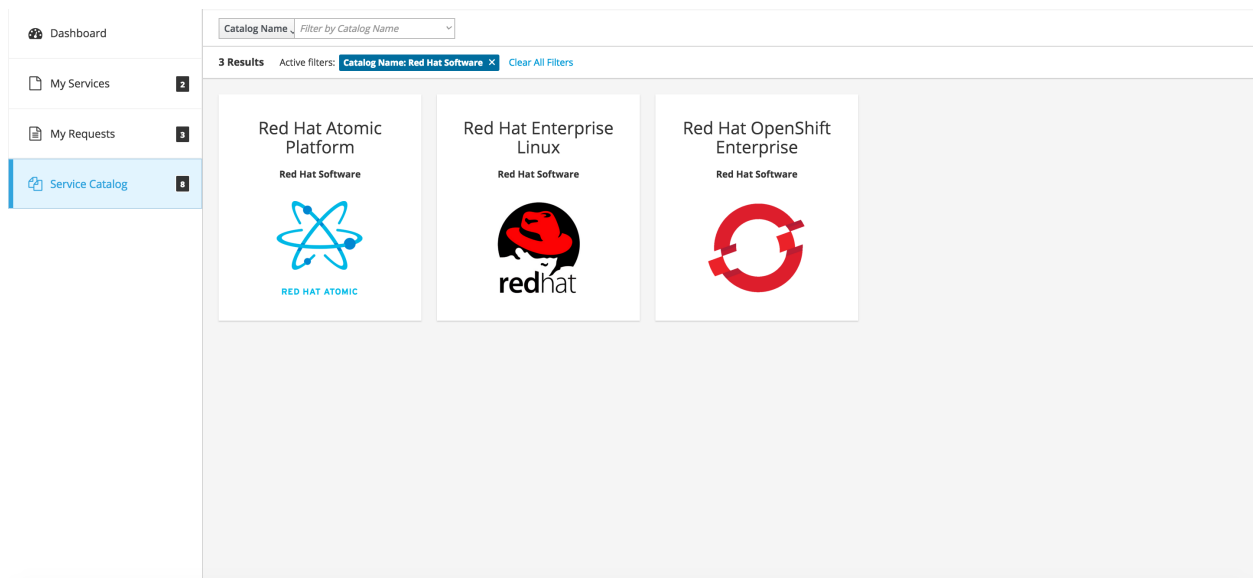 Dashboard
My Services 2
My Requests 3
Service Catalog 8
Catalog Name Filter by Catalog Name
3 Results Active filters: Catalog Name: Red Hat Software × Clear All Filters
Red Hat Atomic
Platform
Red Hat Software
RED HAT ATOMIC
Red Hat Enterprise
Linux
Red Hat Software
redhat
Red Hat OpenShift
Enterprise
Red Hat Software